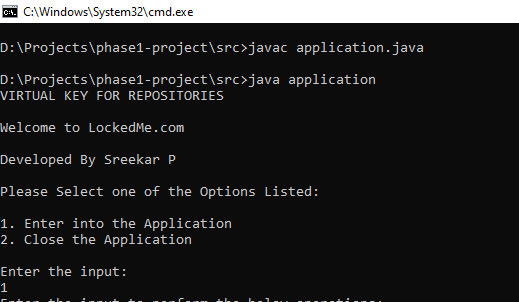 C:\Windows\System32\cmd.exe
D:\Projects\phase1-project\src>javac application.java
D:\Projects\phase1-project\src>java application
VIRTUAL KEY FOR REPOSITORIES
Welcome to LockedMe.com
Developed By Sreekar P
Please Select one of the Options Listed:
1. Enter into the Application
2. Close the Application
Enter the input:
1
Enter the input to perform the below operations: